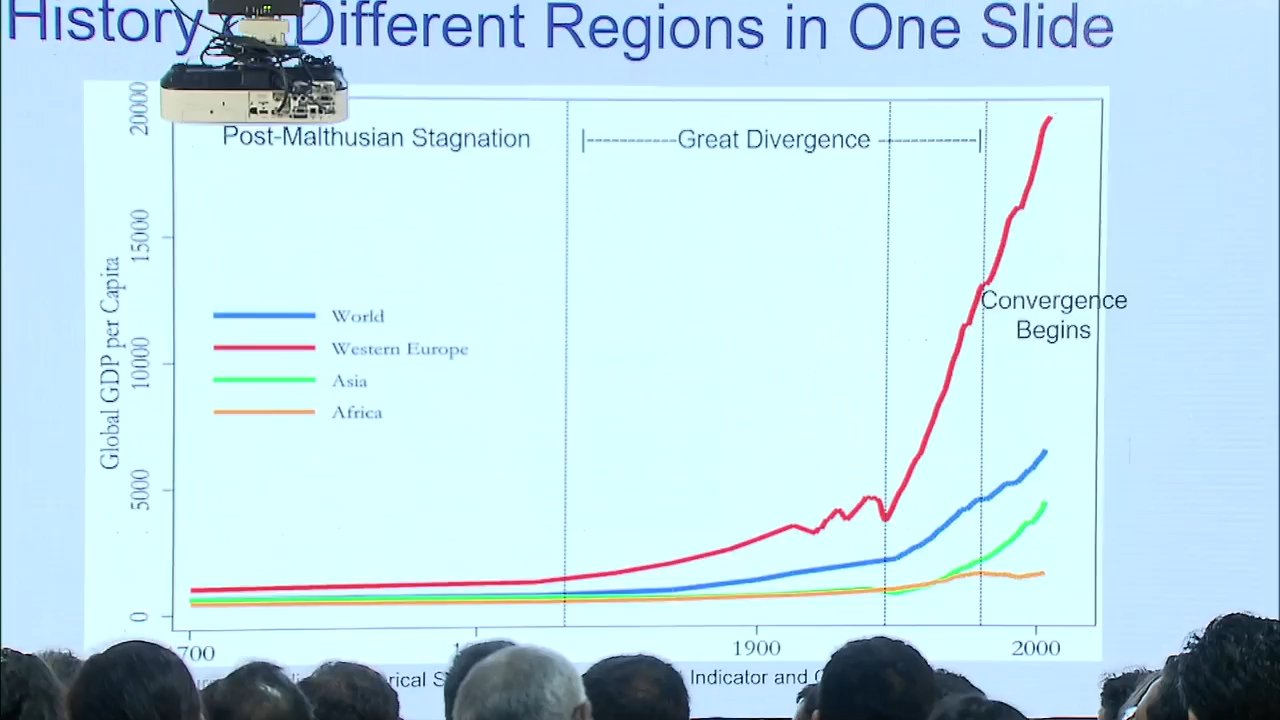 History Different Regions in One Slide
20000
15000
10000
5000
0
Global GDP per Capita
Post-Malthusian Stagnation
Great Divergence
Convergence
Begins
World
Western Europe
Asia
Africa
700
1900
2000
Indicator and